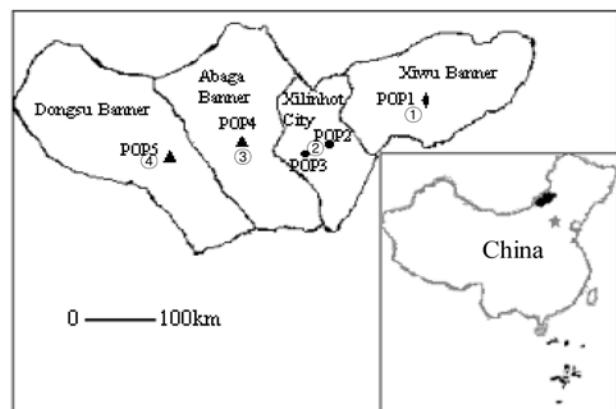 Abaga
Banner
Xiwu Banner
Xilinhot
City
Dongsu Banner
POP1
①
POP4
③
POP2
②
POP3
POP5
④
China
0
100km